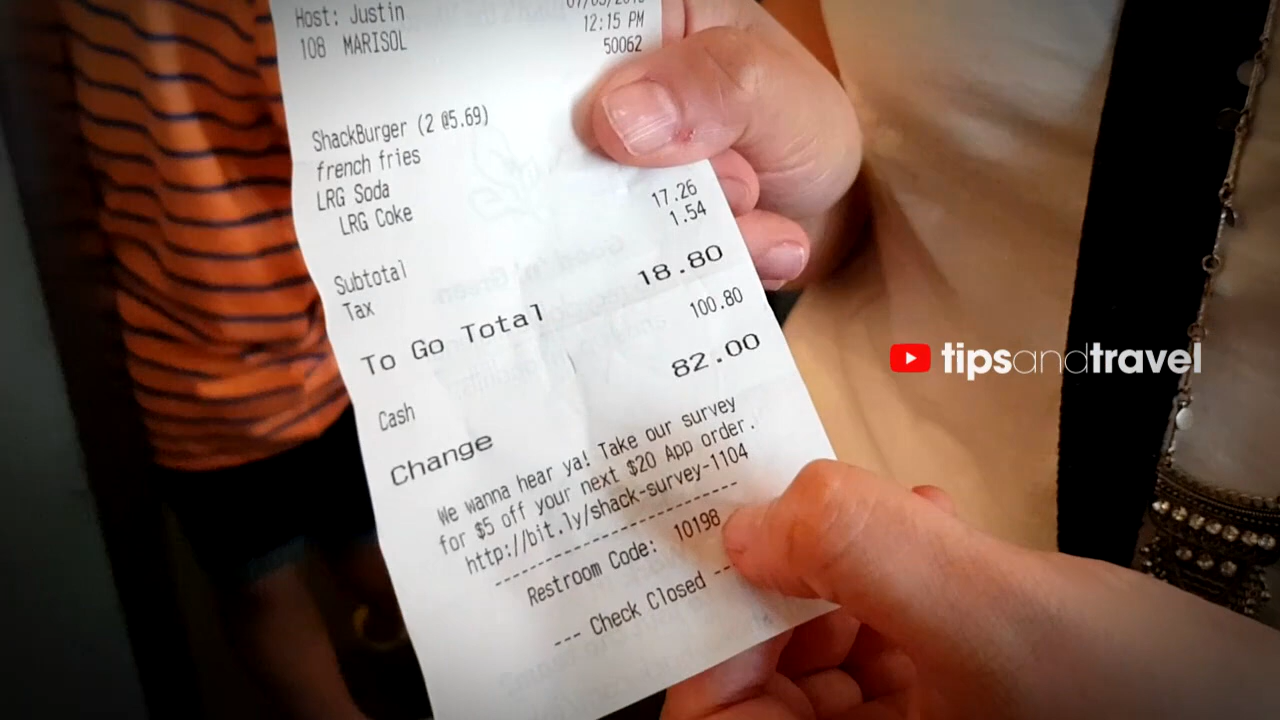 Host: Justin
12:15 PM
108 MARISOL
50062
ShackBurger (2 @5.69)
french fries
LRG Soda
LRG Coke
17.26
1.54
Subtotal
Tax
18.80
To Go Total
100.80
82.00
Cash
Change
We wanna hear ya! Take our survey
for $5 off your next $20 App order.
http://bit.ly/shack-survey-1104
--------------------------------
Restroom Code: 10198
--- Check Closed ---
tipsandtravel